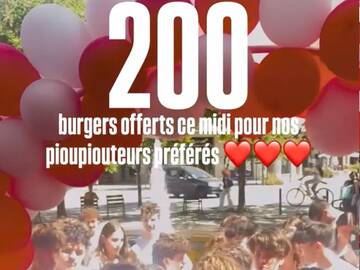 200
burgers offerts ce midi pour nos
pioupiouteurs préférés ❤️❤️❤️